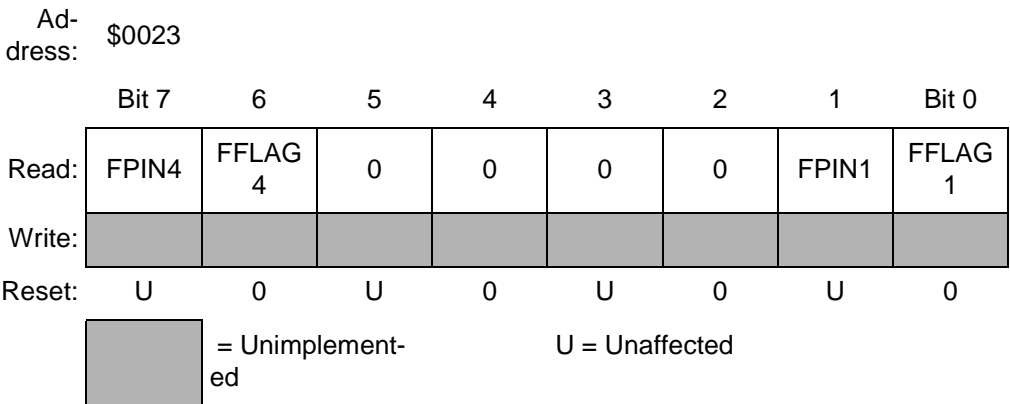 Ad-
dress: $0023
Bit 7 6 5 4 3 2 1 Bit 0
Read: FPIN4 FFLAG 4 0 0 0 0 FPIN1 FFLAG 1
Write:
Reset: U 0 U 0 U 0 U 0
= Unimplement- U = Unaffected
ed